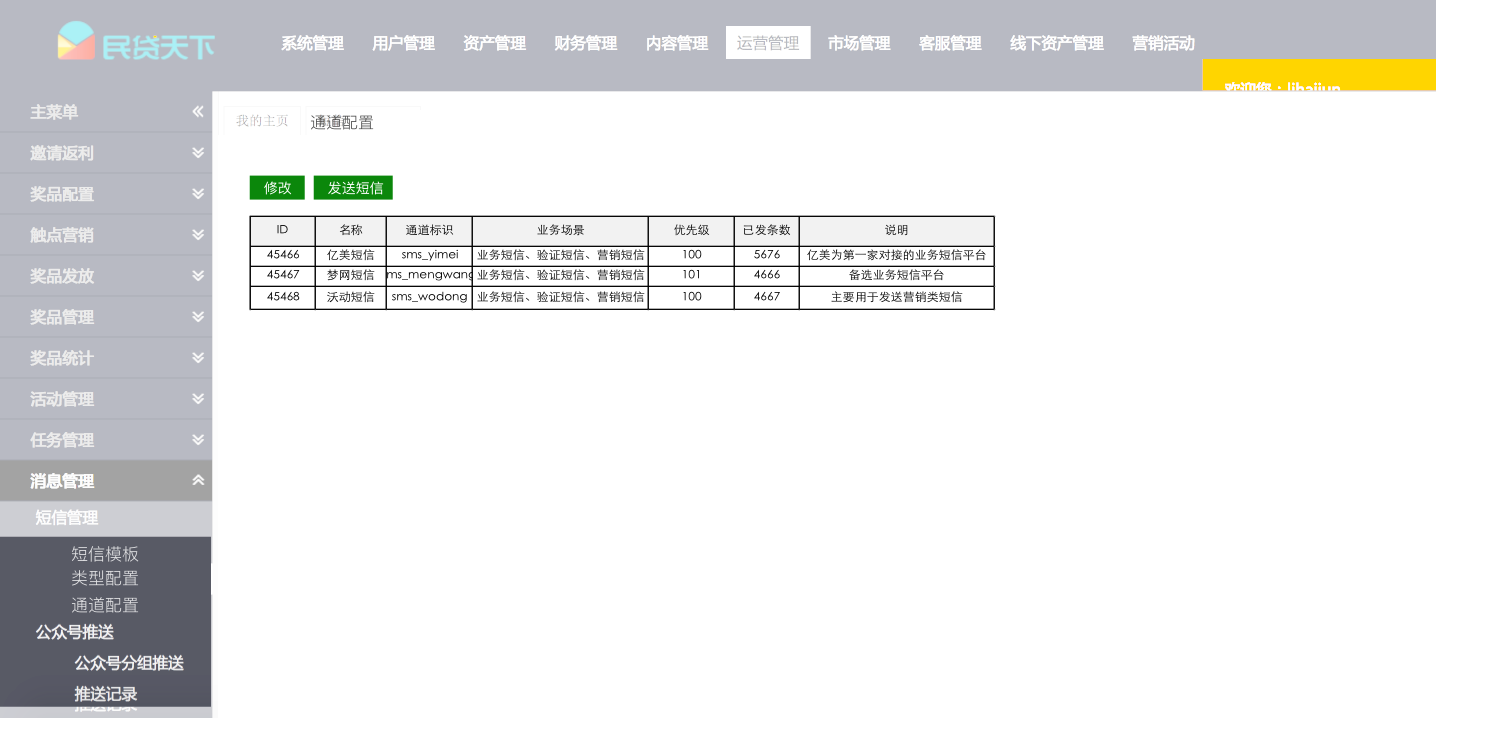 民贷天下
系统管理 用户管理 资产管理 财务管理 内容管理 运营管理 市场管理 客服管理 线下资产管理 营销活动
欢迎您：lihaijun
主菜单
邀请返利
奖品配置
触点营销
奖品发放
奖品管理
奖品统计
活动管理
任务管理
消息管理
短信管理
短信模板
类型配置
通道配置
公众号推送
公众号分组推送
推送记录
推送记录
我的主页 通道配置
修改 发送短信
ID 名称 通道标识 业务场景 优先级 已发条数 说明
45466 亿美短信 sms_yimei 业务短信、验证短信、营销短信 100 5676 亿美为第一家对接的业务短信平台
45467 梦网短信 ms_mengwang 业务短信、验证短信、营销短信 101 4666 备选业务短信平台
45468 沃动短信 sms_wodong 业务短信、验证短信、营销短信 100 4667 主要用于发送营销类短信